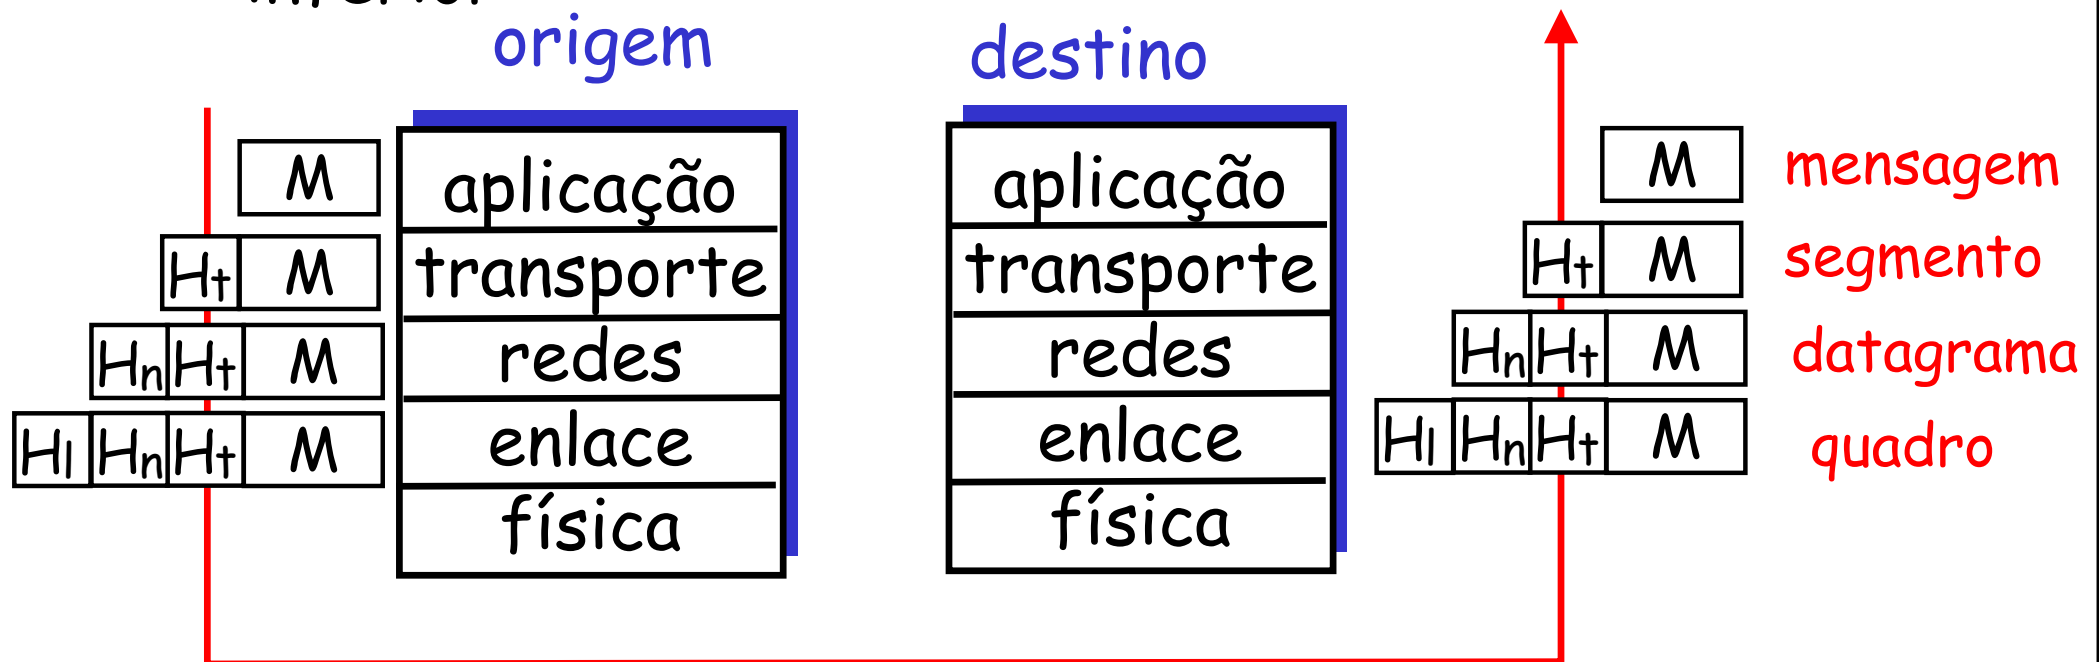 origem destino
M aplicação aplicação M mensagem
Ht M transporte transporte Ht M segmento
Hn Ht M redes redes Hn Ht M datagrama
Hl Hn Ht M enlace enlace Hl Hn Ht M quadro
física física